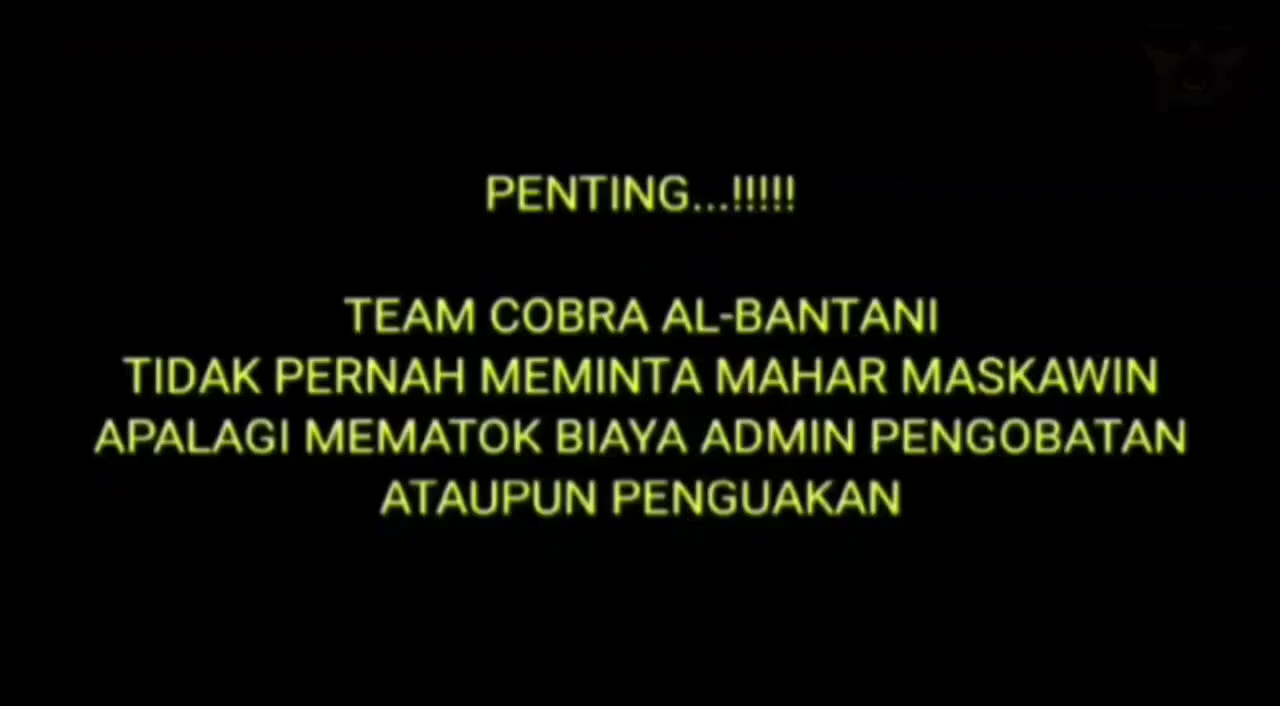 PENTING...!!!!!
TEAM COBRA AL-BANTANI
TIDAK PERNAH MEMINTA MAHAR MASKAWIN
APALAGI MEMATOK BIAYA ADMIN PENGOBATAN
ATAUPUN PENGUAKAN